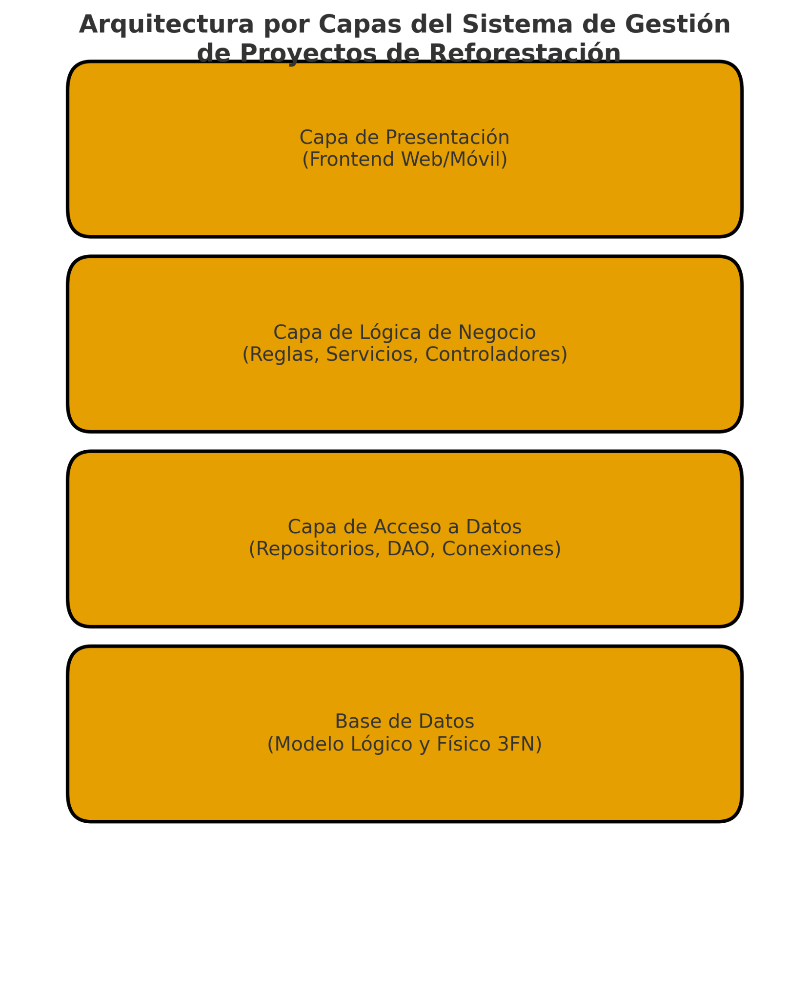 Arquitectura por Capas del Sistema de Gestión
de Proyectos de Reforestación
Capa de Presentación
(Frontend Web/Móvil)
Capa de Lógica de Negocio
(Reglas, Servicios, Controladores)
Capa de Acceso a Datos
(Repositorios, DAO, Conexiones)
Base de Datos
(Modelo Lógico y Físico 3FN)